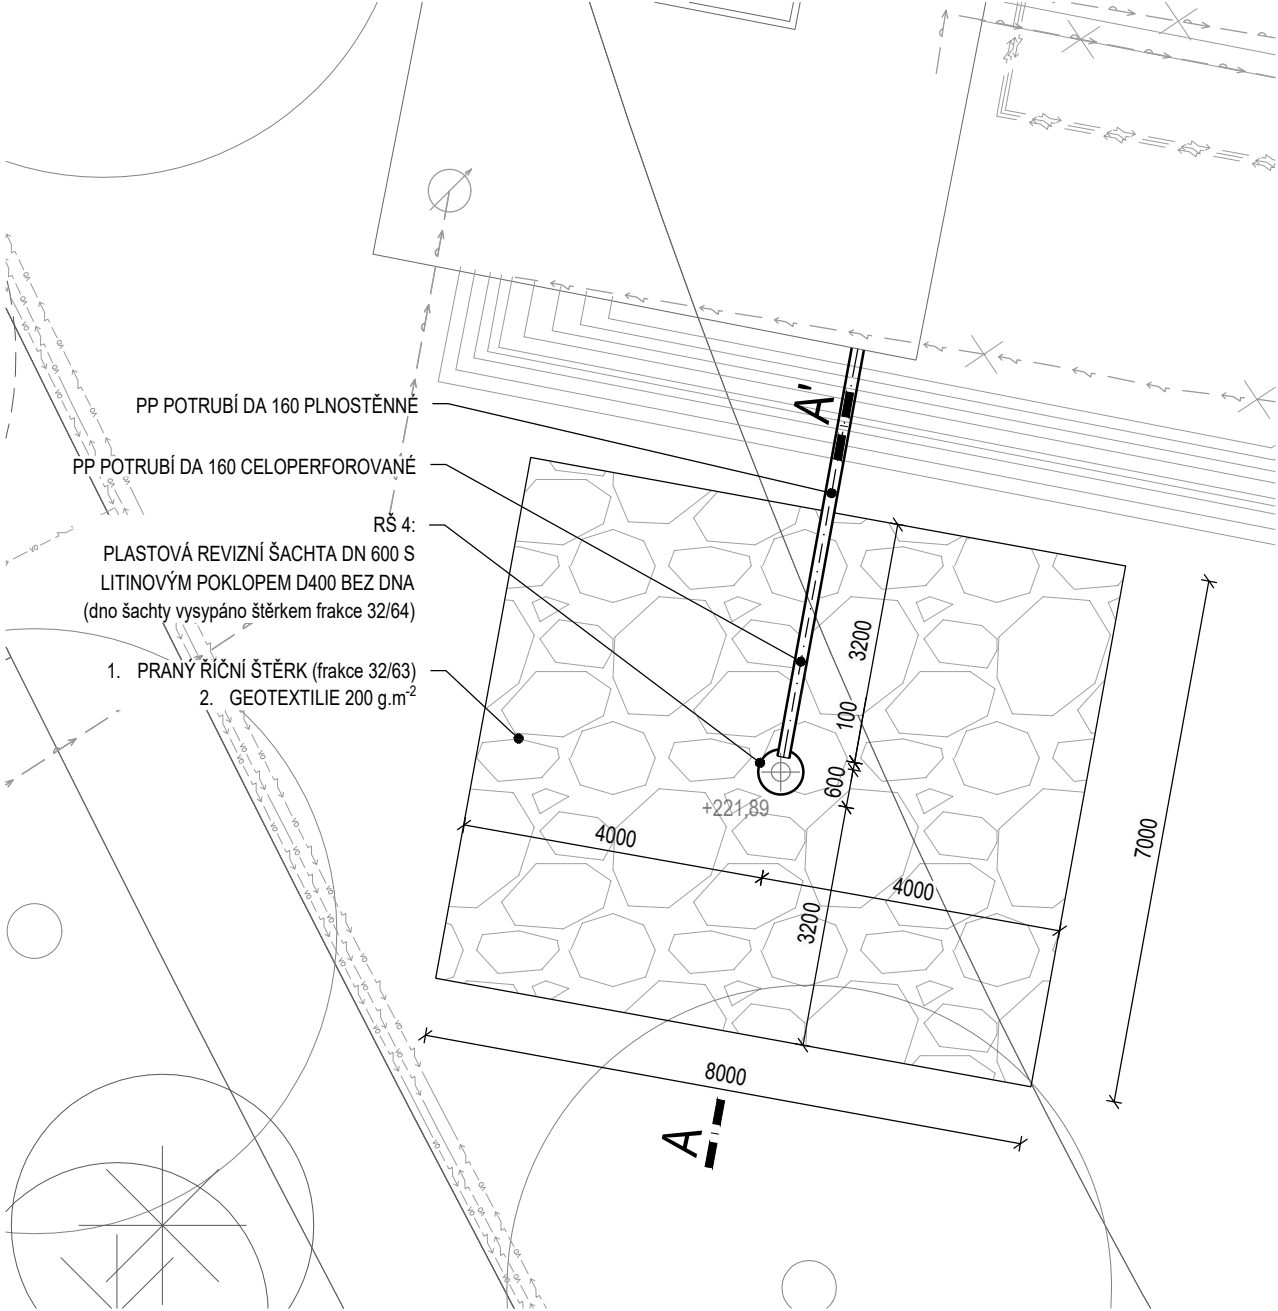 A'
PP POTRUBÍ DA 160 PLNOSTĚNNÉ
PP POTRUBÍ DA 160 CELOPERFOROVANÉ
RŠ 4:
PLASTOVÁ REVIZNÍ ŠACHTA DN 600 S
LITINOVÝM POKLOPEM D400 BEZ DNA
(dno šachty vysypáno štěrkem frakce 32/64)
1. PRANÝ ŘÍČNÍ ŠTĚRK (frakce 32/63)
2. GEOTEXTILIE 200 g.m⁻²
3200
100
600
+221,89
4000
4000
3200
7000
8000
A